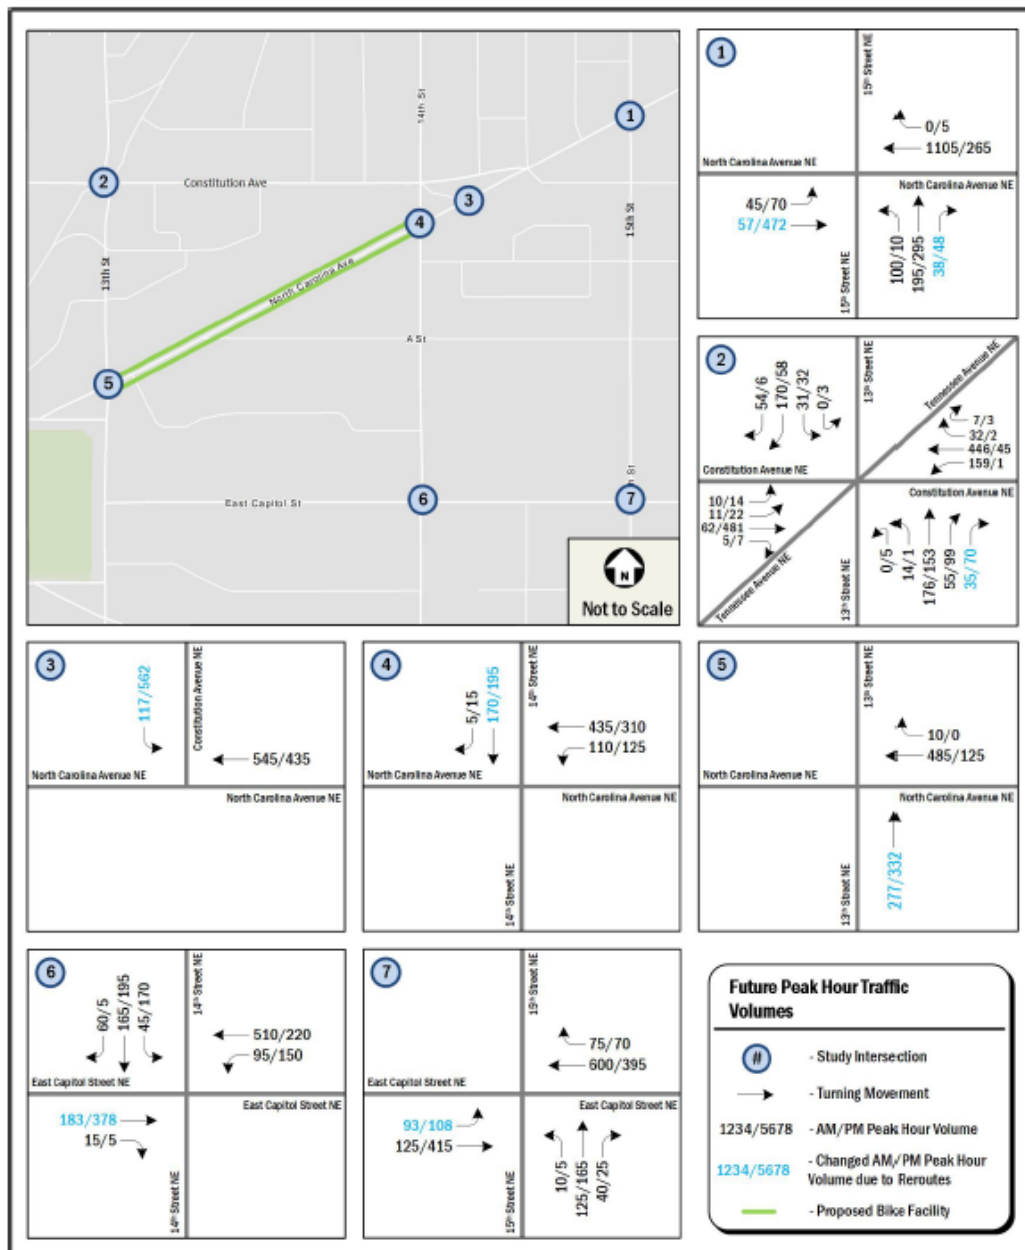 1
2
3
4
5
6
7
Constitution Ave
14th St
15th St
13th St
North Carolina Ave
A St
East Capitol St
h St
N
Not to Scale
1
15th Street NE
0/5
1105/265
North Carolina Avenue NE
North Carolina Avenue NE
45/70
57/472
100/10
195/295
38/48
15th Street NE
2
54/6
170/58
31/32
0/3
13th Street NE
Tennessee Avenue NE
7/3
32/2
446/45
159/1
Constitution Avenue NE
Constitution Avenue NE
10/14
11/22
62/481
5/7
0/5
14/1
176/153
55/99
35/70
Tennessee Avenue NE
13th Street NE
3
117/562
Constitution Avenue NE
545/435
North Carolina Avenue NE
North Carolina Avenue NE
4
5/15
170/195
14th Street NE
435/310
110/125
North Carolina Avenue NE
North Carolina Avenue NE
14th Street NE
5
13th Street NE
10/0
485/125
North Carolina Avenue NE
North Carolina Avenue NE
277/332
13th Street NE
6
60/5
165/195
45/170
14th Street NE
510/220
95/150
East Capitol Street NE
East Capitol Street NE
183/378
15/5
14th Street NE
7
15th Street NE
75/70
600/395
East Capitol Street NE
East Capitol Street NE
93/108
125/415
10/5
125/165
40/25
15th Street NE
Future Peak Hour Traffic
Volumes
# - Study Intersection
- Turning Movement
1234/5678 - AM/PM Peak Hour Volume
1234/5678 - Changed AM/PM Peak Hour
Volume due to Reroutes
- Proposed Bike Facility